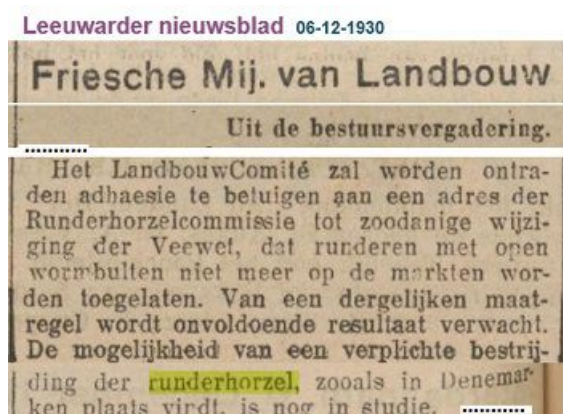 Leeuwarder nieuwsblad 06-12-1930
Friesche Mij. van Landbouw
Uit de bestuursvergadering.
...........
Het LandbouwComité zal worden ontra-
den adhaesie te betuigen aan een adres der
Runderhorzelcommissie tot zoodanige wijzi-
ging der Veewet, dat runderen met open
wormbulten niet meer op de markten wor-
den toegelaten. Van een dergelijken maat-
regel wordt onvoldoende resultaat verwacht.
De mogelijkheid van een verplichte bestrij-
ding der runderhorzel, zooals in Denemar-
ken plaats virdt, is nog in studie. ...........